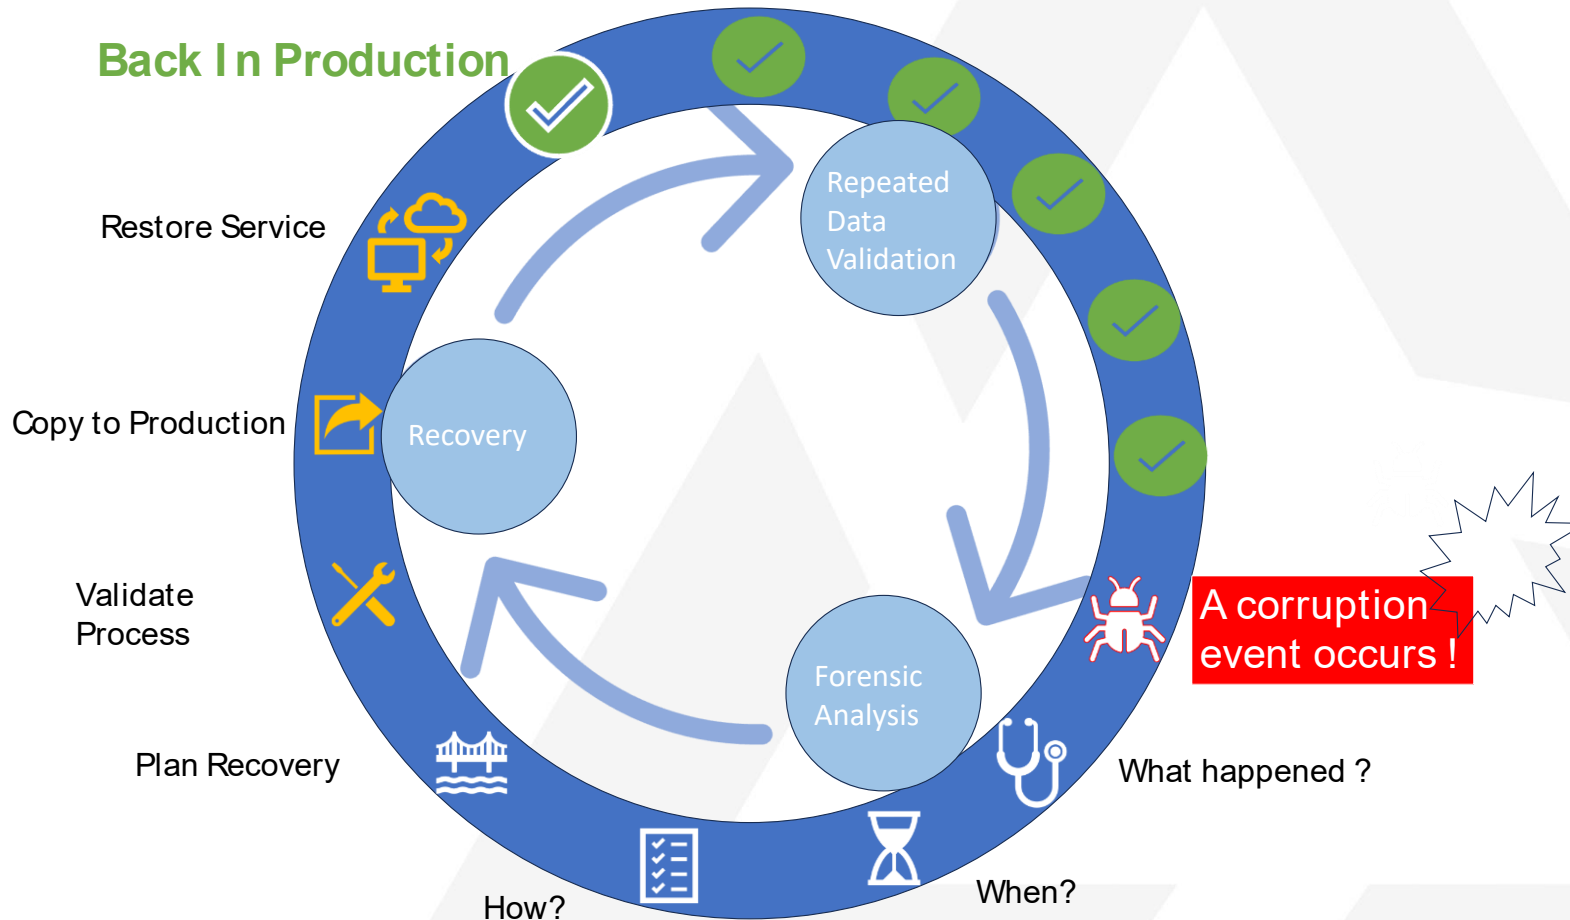 Back In Production
Repeated
Data
Validation
Restore Service
Copy to Production
Recovery
Validate
Process
A corruption
event occurs !
Forensic
Analysis
Plan Recovery
What happened ?
When?
How?